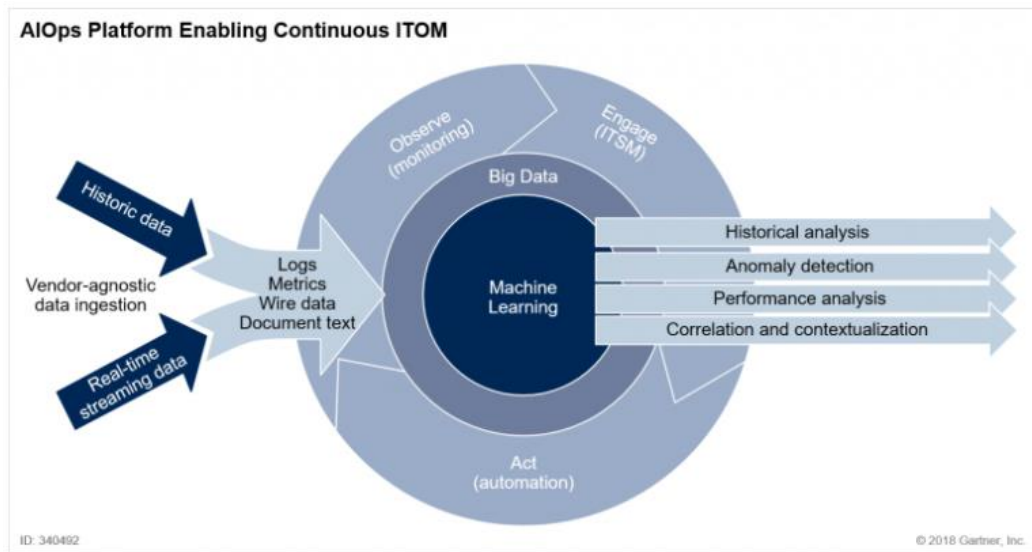 AIOps Platform Enabling Continuous ITOM
Observe
(monitoring)
Engage
(ITSM)
Big Data
Historic data
Vendor-agnostic
data ingestion
Real-time
streaming data
Logs
Metrics
Wire data
Document text
Machine
Learning
Historical analysis
Anomaly detection
Performance analysis
Correlation and contextualization
Act
(automation)
ID: 340492
© 2018 Gartner, Inc.